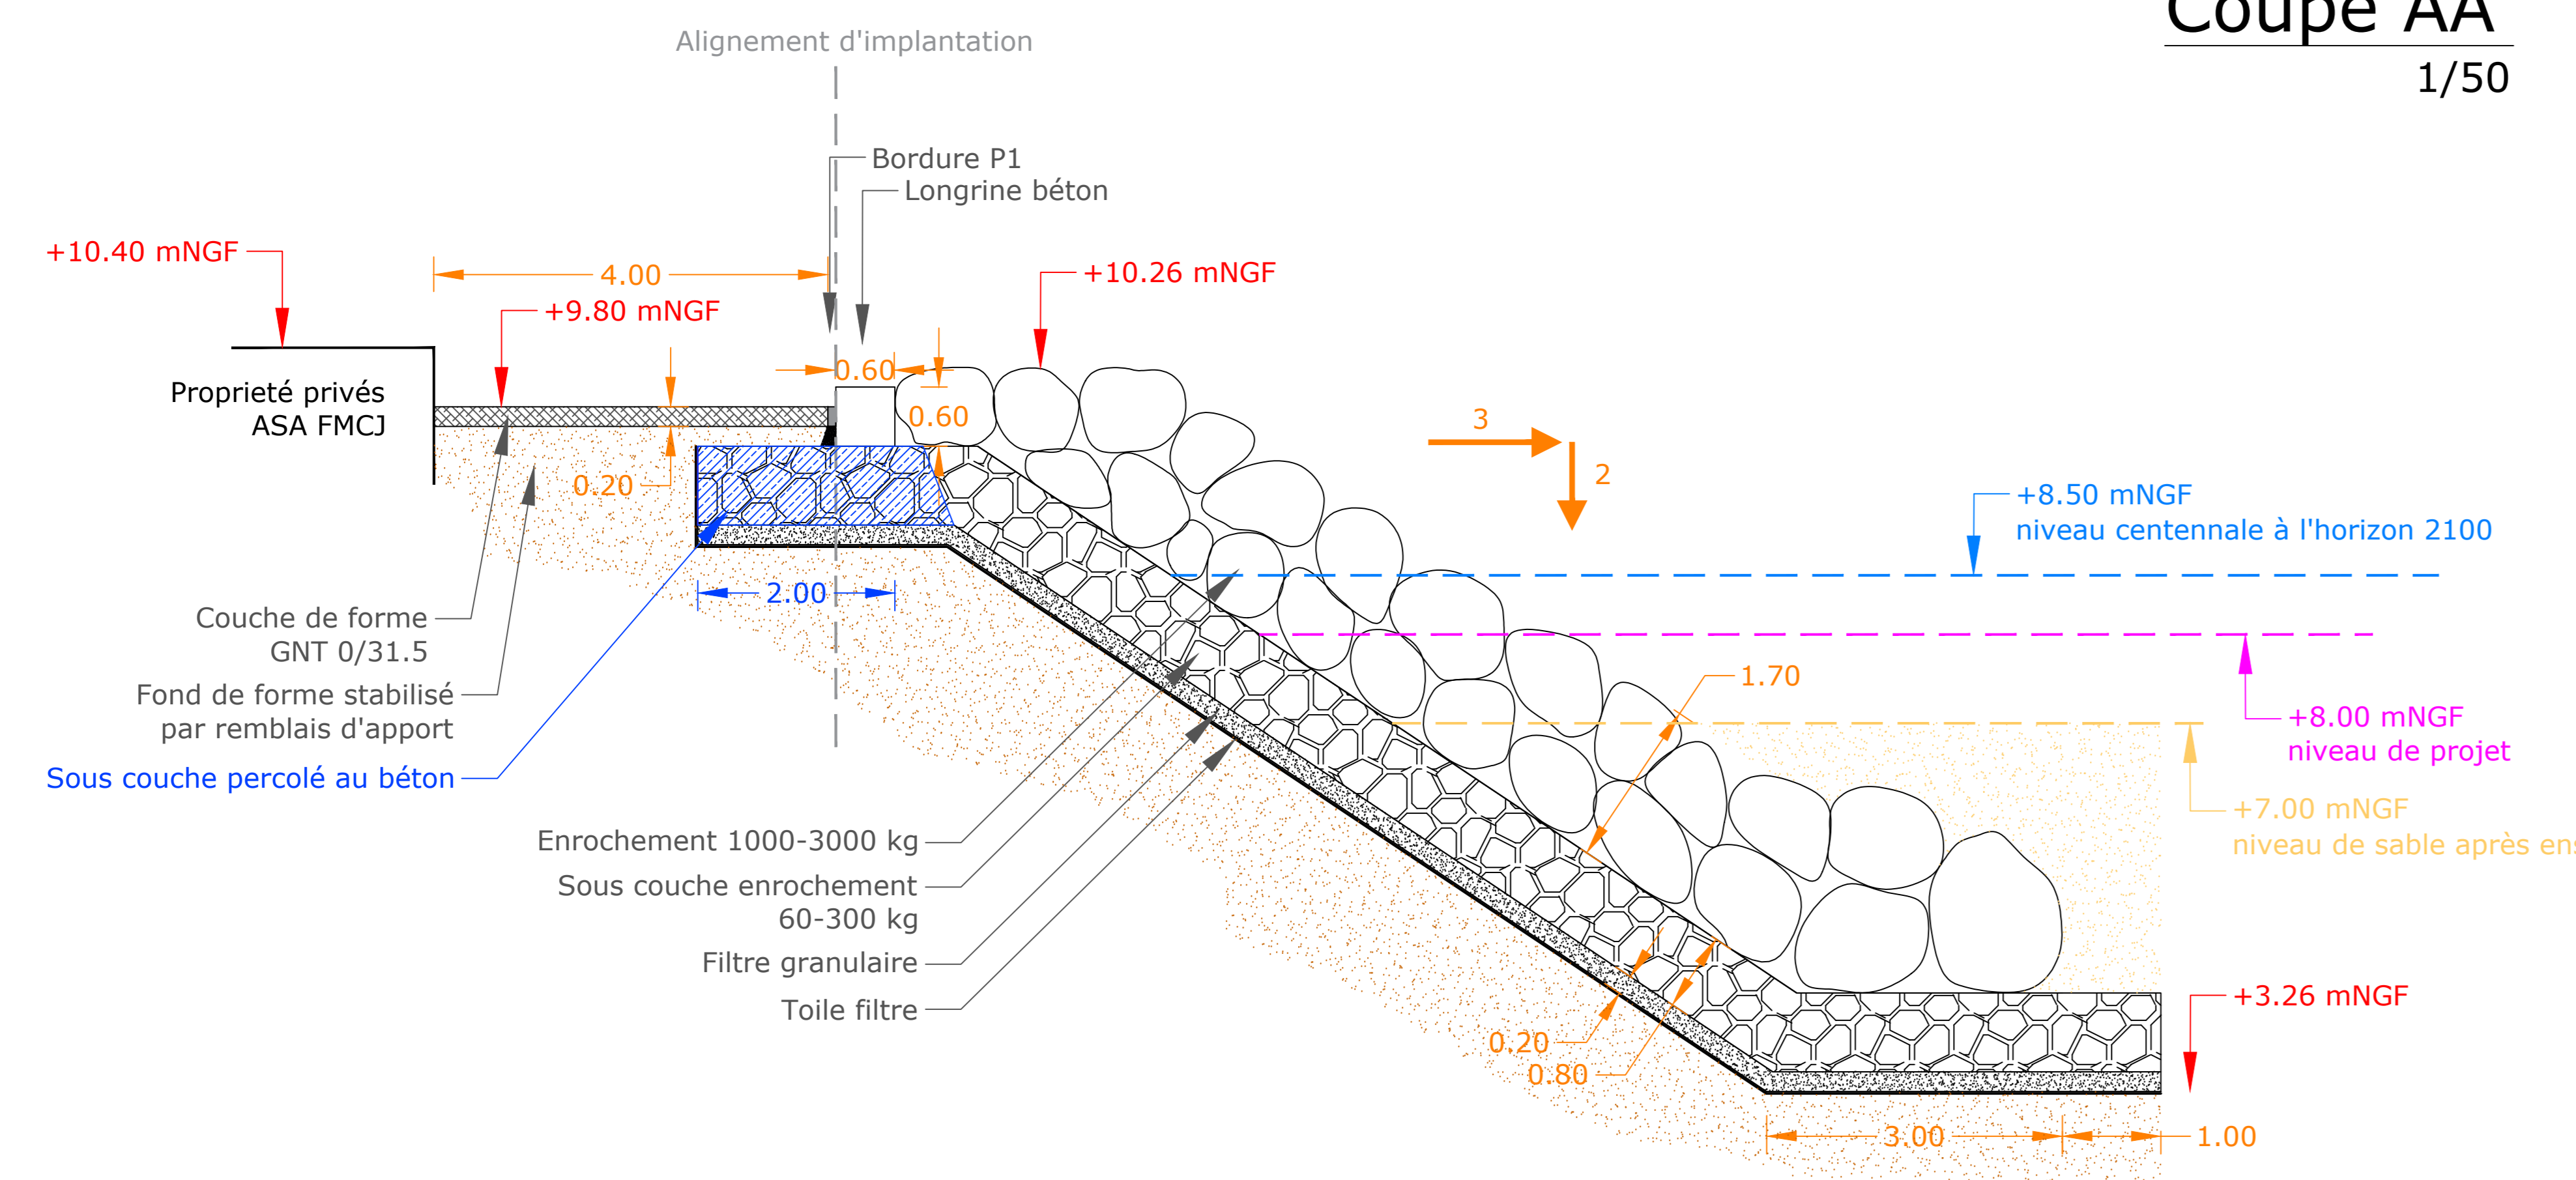 Coupe AA
1/50
Alignement d'implantation
Bordure P1
Longrine béton
+10.40 mNGF
4.00
+9.80 mNGF
+10.26 mNGF
0.60
0.60
Proprieté privés
ASA FMCJ
0.20
3
2
+8.50 mNGF
niveau centennale à l'horizon 2100
2.00
Couche de forme
GNT 0/31.5
Fond de forme stabilisé
par remblais d'apport
Sous couche percolé au béton
1.70
+8.00 mNGF
niveau de projet
+7.00 mNGF
niveau de sable après
Enrochement 1000-3000 kg
Sous couche enrochement
60-300 kg
Filtre granulaire
Toile filtre
+3.26 mNGF
0.20
0.80
3.00
1.00